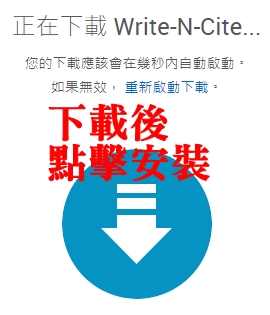 正在下載 Write-N-Cite...
您的下載應該會在幾秒內自動啟動。
如果無效， 重新啟動下載。
下載後
點擊安裝